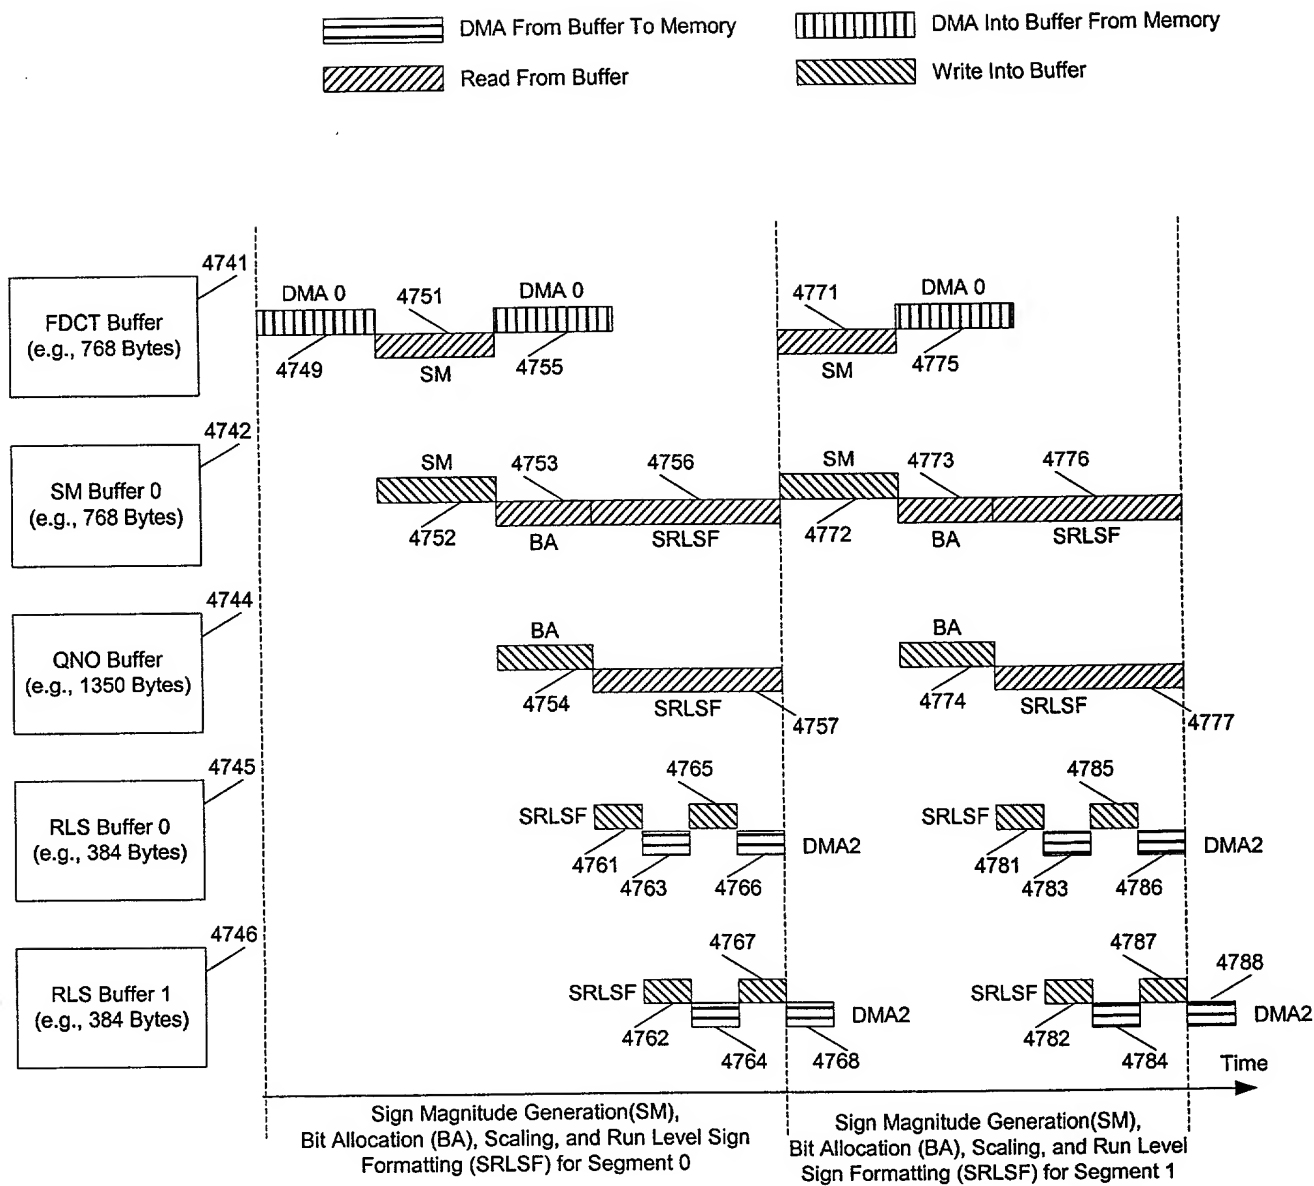 DMA From Buffer To Memory
DMA Into Buffer From Memory
Read From Buffer
Write Into Buffer
4741
FDCT Buffer
(e.g., 768 Bytes)
DMA 0
4749
4751
SM
DMA 0
4755
4771
SM
DMA 0
4775
4742
SM Buffer 0
(e.g., 768 Bytes)
SM
4752
4753
BA
4756
SRLSF
SM
4772
4773
BA
4776
SRLSF
4744
QNO Buffer
(e.g., 1350 Bytes)
BA
4754
SRLSF
4757
BA
4774
SRLSF
4777
4745
RLS Buffer 0
(e.g., 384 Bytes)
SRLSF
4761
4763
4765
4766
DMA2
SRLSF
4781
4783
4785
4786
DMA2
4746
RLS Buffer 1
(e.g., 384 Bytes)
SRLSF
4762
4764
4767
4768
DMA2
SRLSF
4782
4784
4787
4788
DMA2
Time
Sign Magnitude Generation(SM),
Bit Allocation (BA), Scaling, and Run Level Sign
Formatting (SRLSF) for Segment 0
Sign Magnitude Generation(SM),
Bit Allocation (BA), Scaling, and Run Level
Sign Formatting (SRLSF) for Segment 1